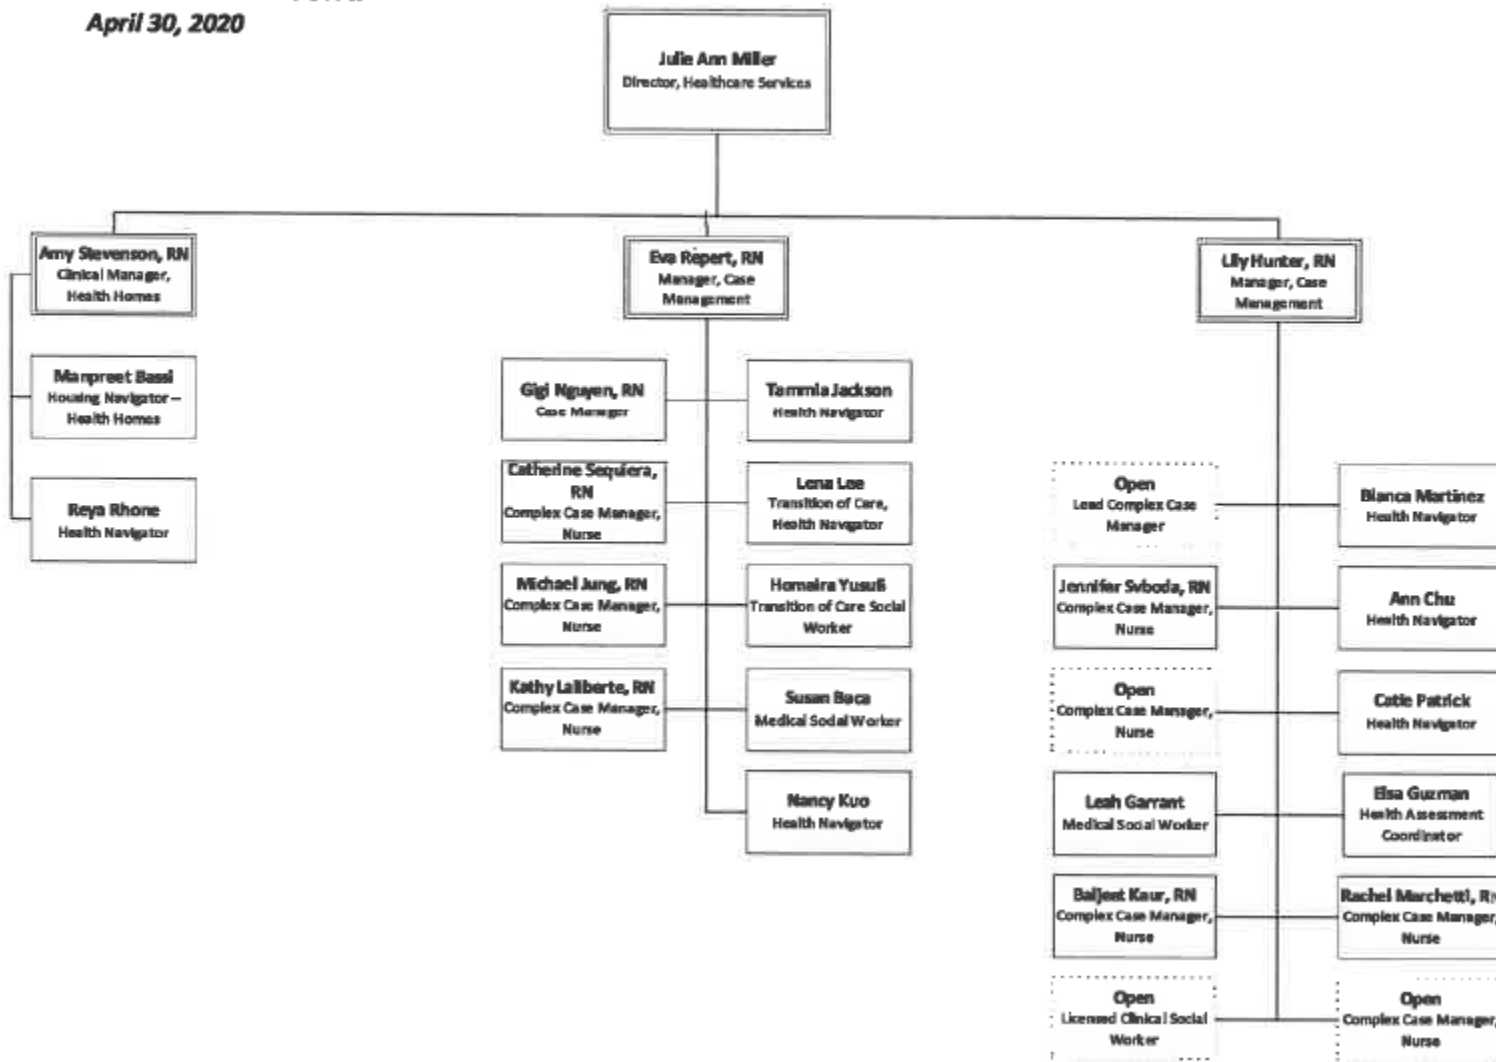 April 30, 2020
Julie Ann Miller
Director, Healthcare Services
Amy Stevenson, RN
Clinical Manager,
Health Homes
Manpreet Bassi
Housing Navigator –
Health Homes
Reya Rhone
Health Navigator
Eva Repert, RN
Manager, Case
Management
Gigi Nguyen, RN
Case Manager
Tammia Jackson
Health Navigator
Catherine Sequiera,
RN
Complex Case Manager,
Nurse
Lena Lee
Transition of Care,
Health Navigator
Michael Jung, RN
Complex Case Manager,
Nurse
Homaira
Transition of Care Social
Worker
Kathy Laliberte, RN
Complex Case Manager,
Nurse
Susan Baca
Medical Social Worker
Nancy Kuo
Health Navigator
Lily Hunter, RN
Manager, Case
Management
Open
Lead Complex Case
Manager
Bianca Martinez
Health Navigator
Jennifer Svboda, RN
Complex Case Manager,
Nurse
Ann Chu
Health Navigator
Open
Complex Case Manager,
Nurse
Catie Patrick
Health Navigator
Leah Garrant
Medical Social Worker
Elsa Guzman
Health Assessment
Coordinator
Baljeet Kaur, RN
Complex Case Manager,
Nurse
Rachel Marchetti, RN
Complex Case Manager,
Nurse
Open
Licensed Clinical Social
Worker
Open
Complex Case Manager,
Nurse